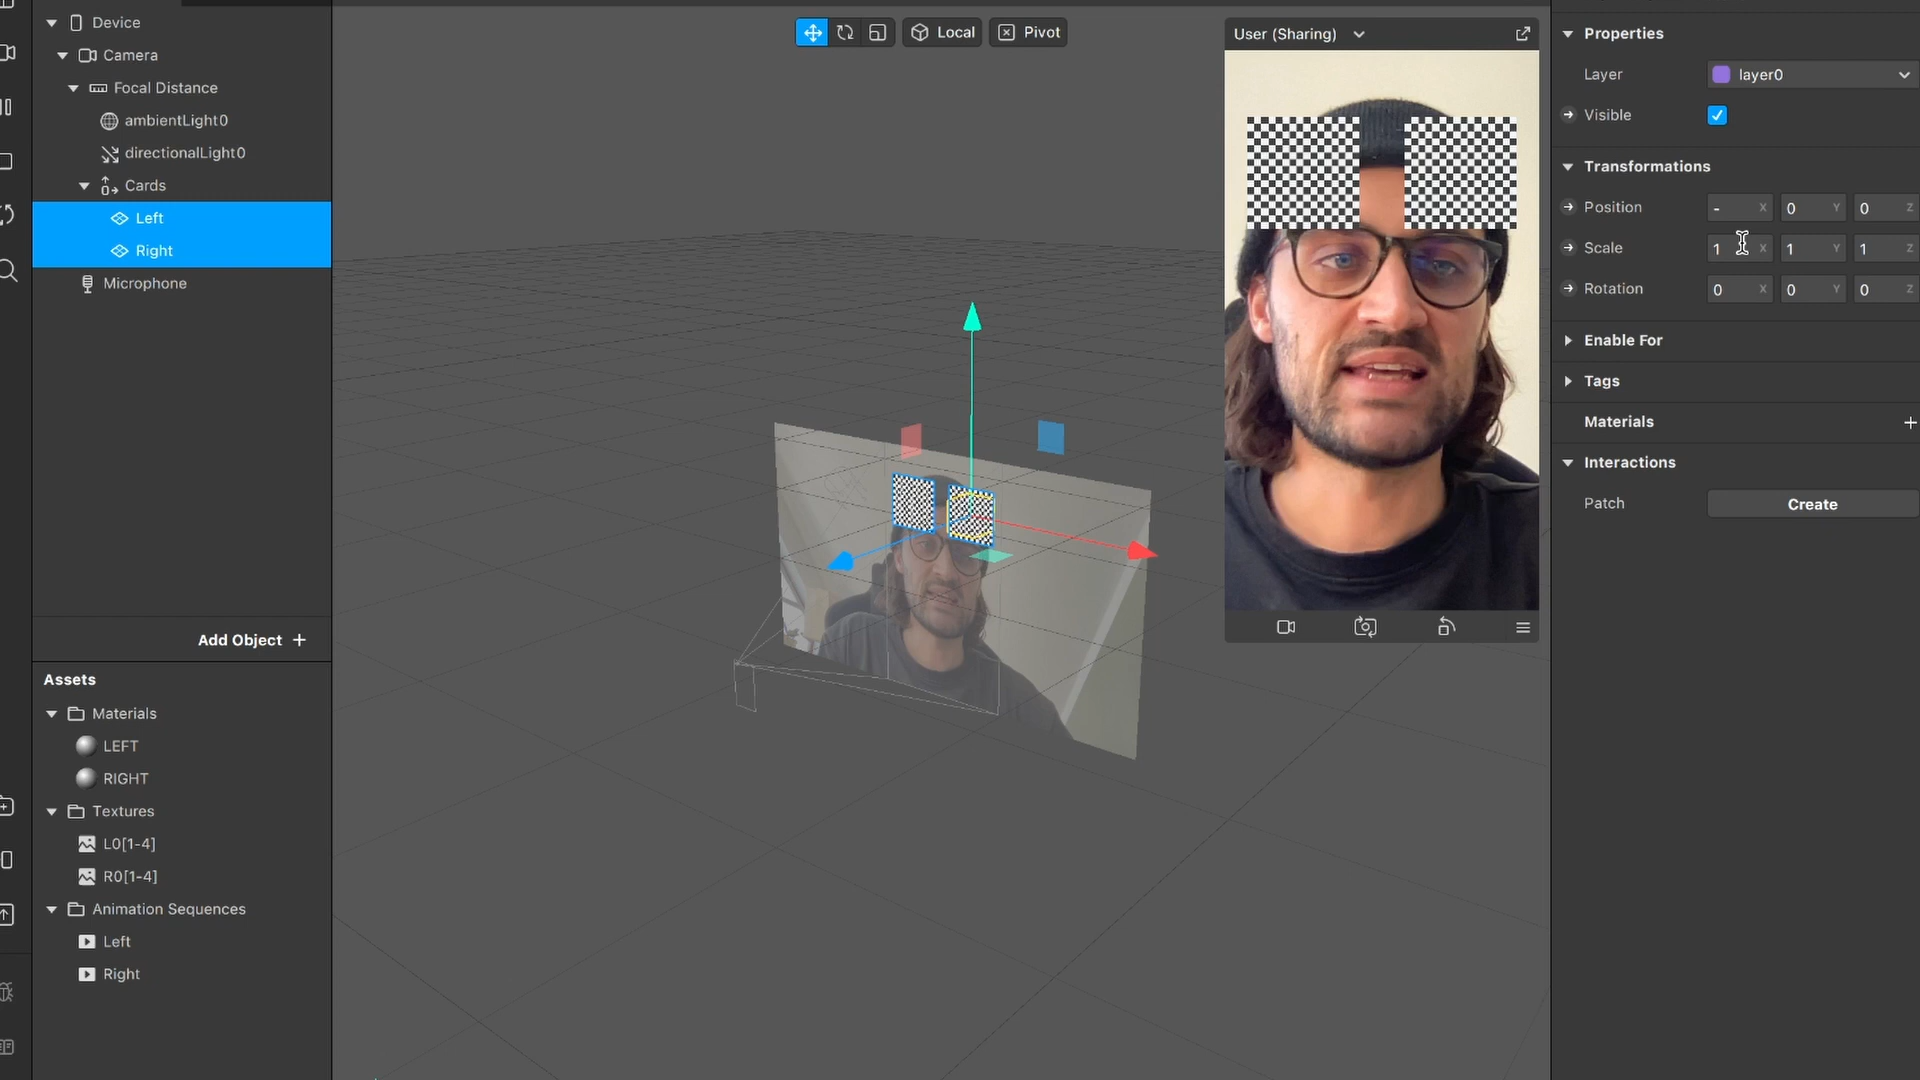 Device
Camera
Focal Distance
ambientLight0
directionalLight0
Cards
Left
Right
Microphone
Add Object +
Assets
Materials
LEFT
RIGHT
Textures
L0[1-4]
R0[1-4]
Animation Sequences
Left
Right
Local
Pivot
User (Sharing)
Properties
Layer layer0
Visible
Transformations
Position - X 0 Y 0 Z
Scale 1 X 1 Y 1 Z
Rotation 0 X 0 Y 0 Z
Enable For
Tags
Materials +
Interactions
Patch Create